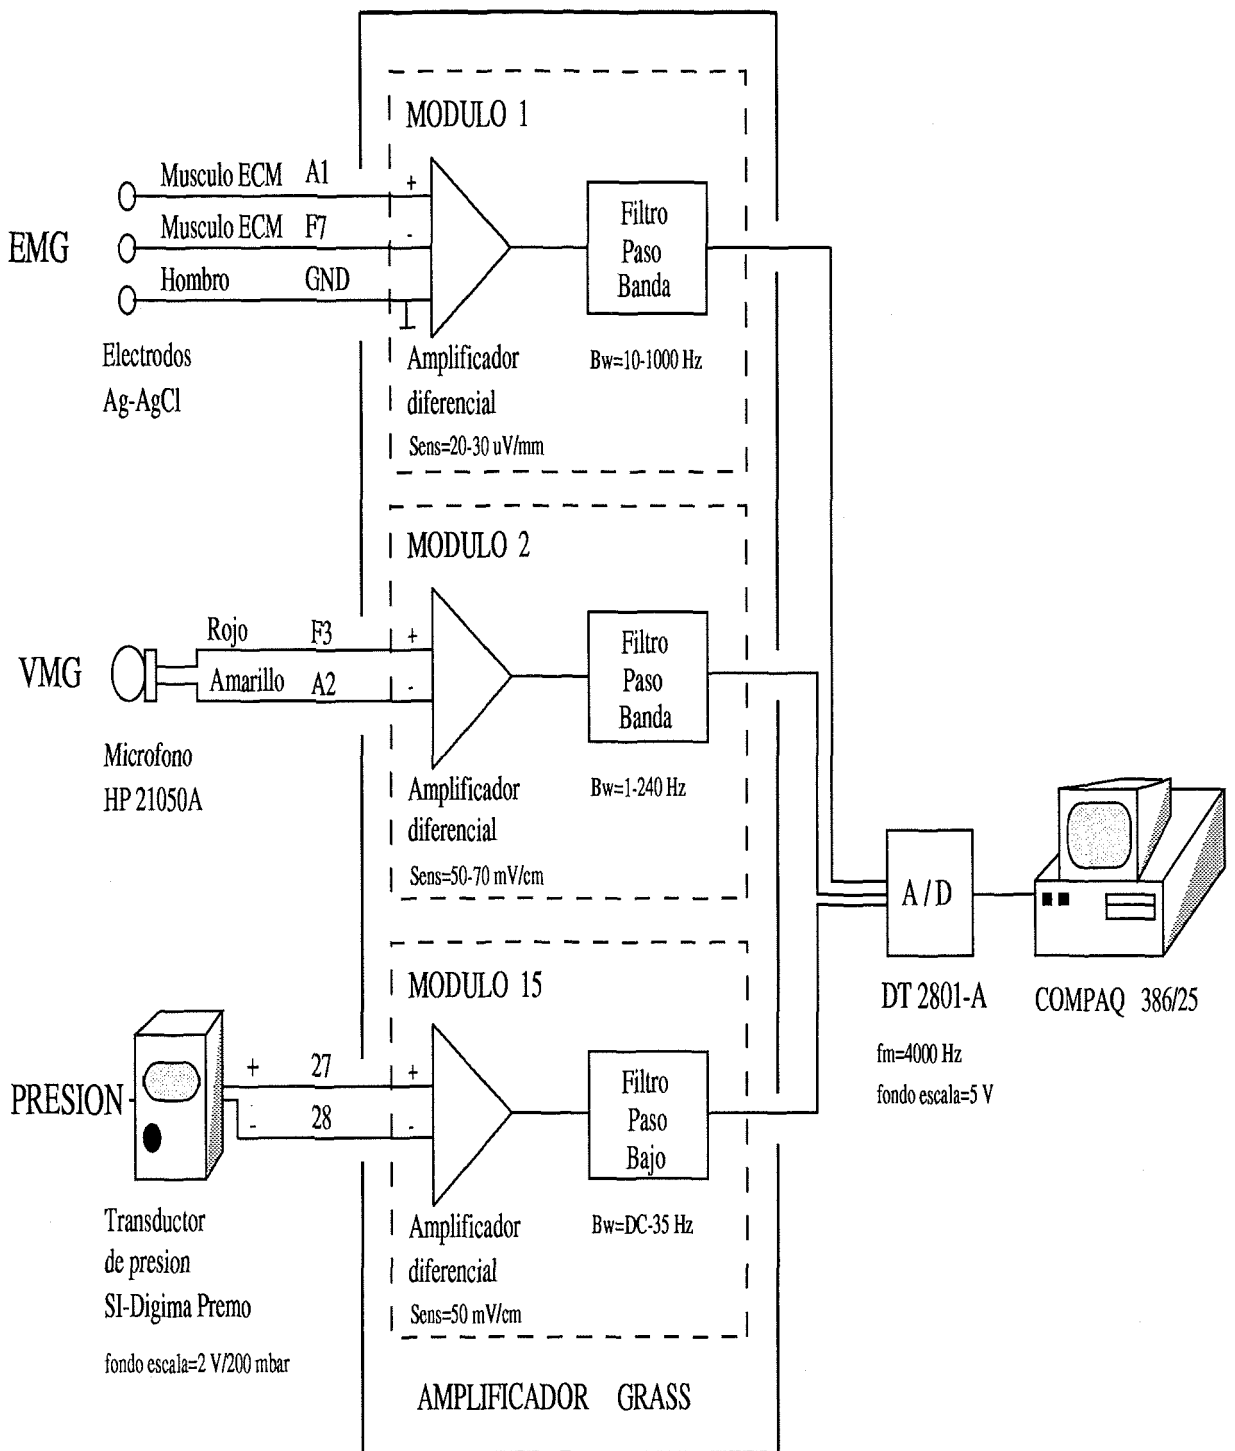 MODULO 1
Musculo ECM A1
+
Musculo ECM F7
-
EMG
Hombro GND
Filtro
Paso
Banda
Electrodos
Ag-AgCl
Amplificador
diferencial
Sens=20-30 uV/mm
Bw=10-1000 Hz
MODULO 2
Rojo F3
+
VMG
Amarillo A2
-
Filtro
Paso
Banda
Microfono
HP 21050A
Amplificador
diferencial
Sens=50-70 mV/cm
Bw=1-240 Hz
A/D
DT 2801-A
fm=4000 Hz
fondo escala=5 V
COMPAQ 386/25
MODULO 15
+ 27 +
PRESION
- 28 -
Filtro
Paso
Bajo
Transductor
de presion
SI-Digima Premo
fondo escala=2 V/200 mbar
Amplificador
diferencial
Sens=50 mV/cm
Bw=DC-35 Hz
AMPLIFICADOR GRASS